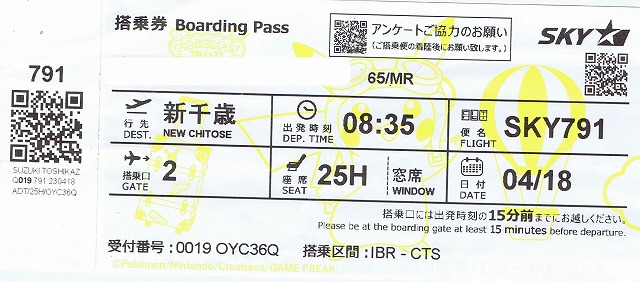 搭乗券 Boarding Pass
アンケートご協力のお願い
(ご搭乗便の着陸後にお願い致します。)
SKY
791
65/MR
行先 DEST. 新千歳 NEW CHITOSE
出発時刻 DEP. TIME 08:35
便名 FLIGHT SKY791
搭乗口 GATE 2
座席 SEAT 25H 窓席 WINDOW
日付 DATE 04/18
SUZUKI TOSHIKAZ
Q019 791 230418
ADT/25H/OYC36Q
搭乗口には出発時刻の15分前までにお越しください。
Please be at the boarding gate at least 15 minutes before departure.
受付番号:0019 OYC36Q 搭乗区間:IBR - CTS
©Pokémon/Nintendo/Creatures/GAME FREAK.